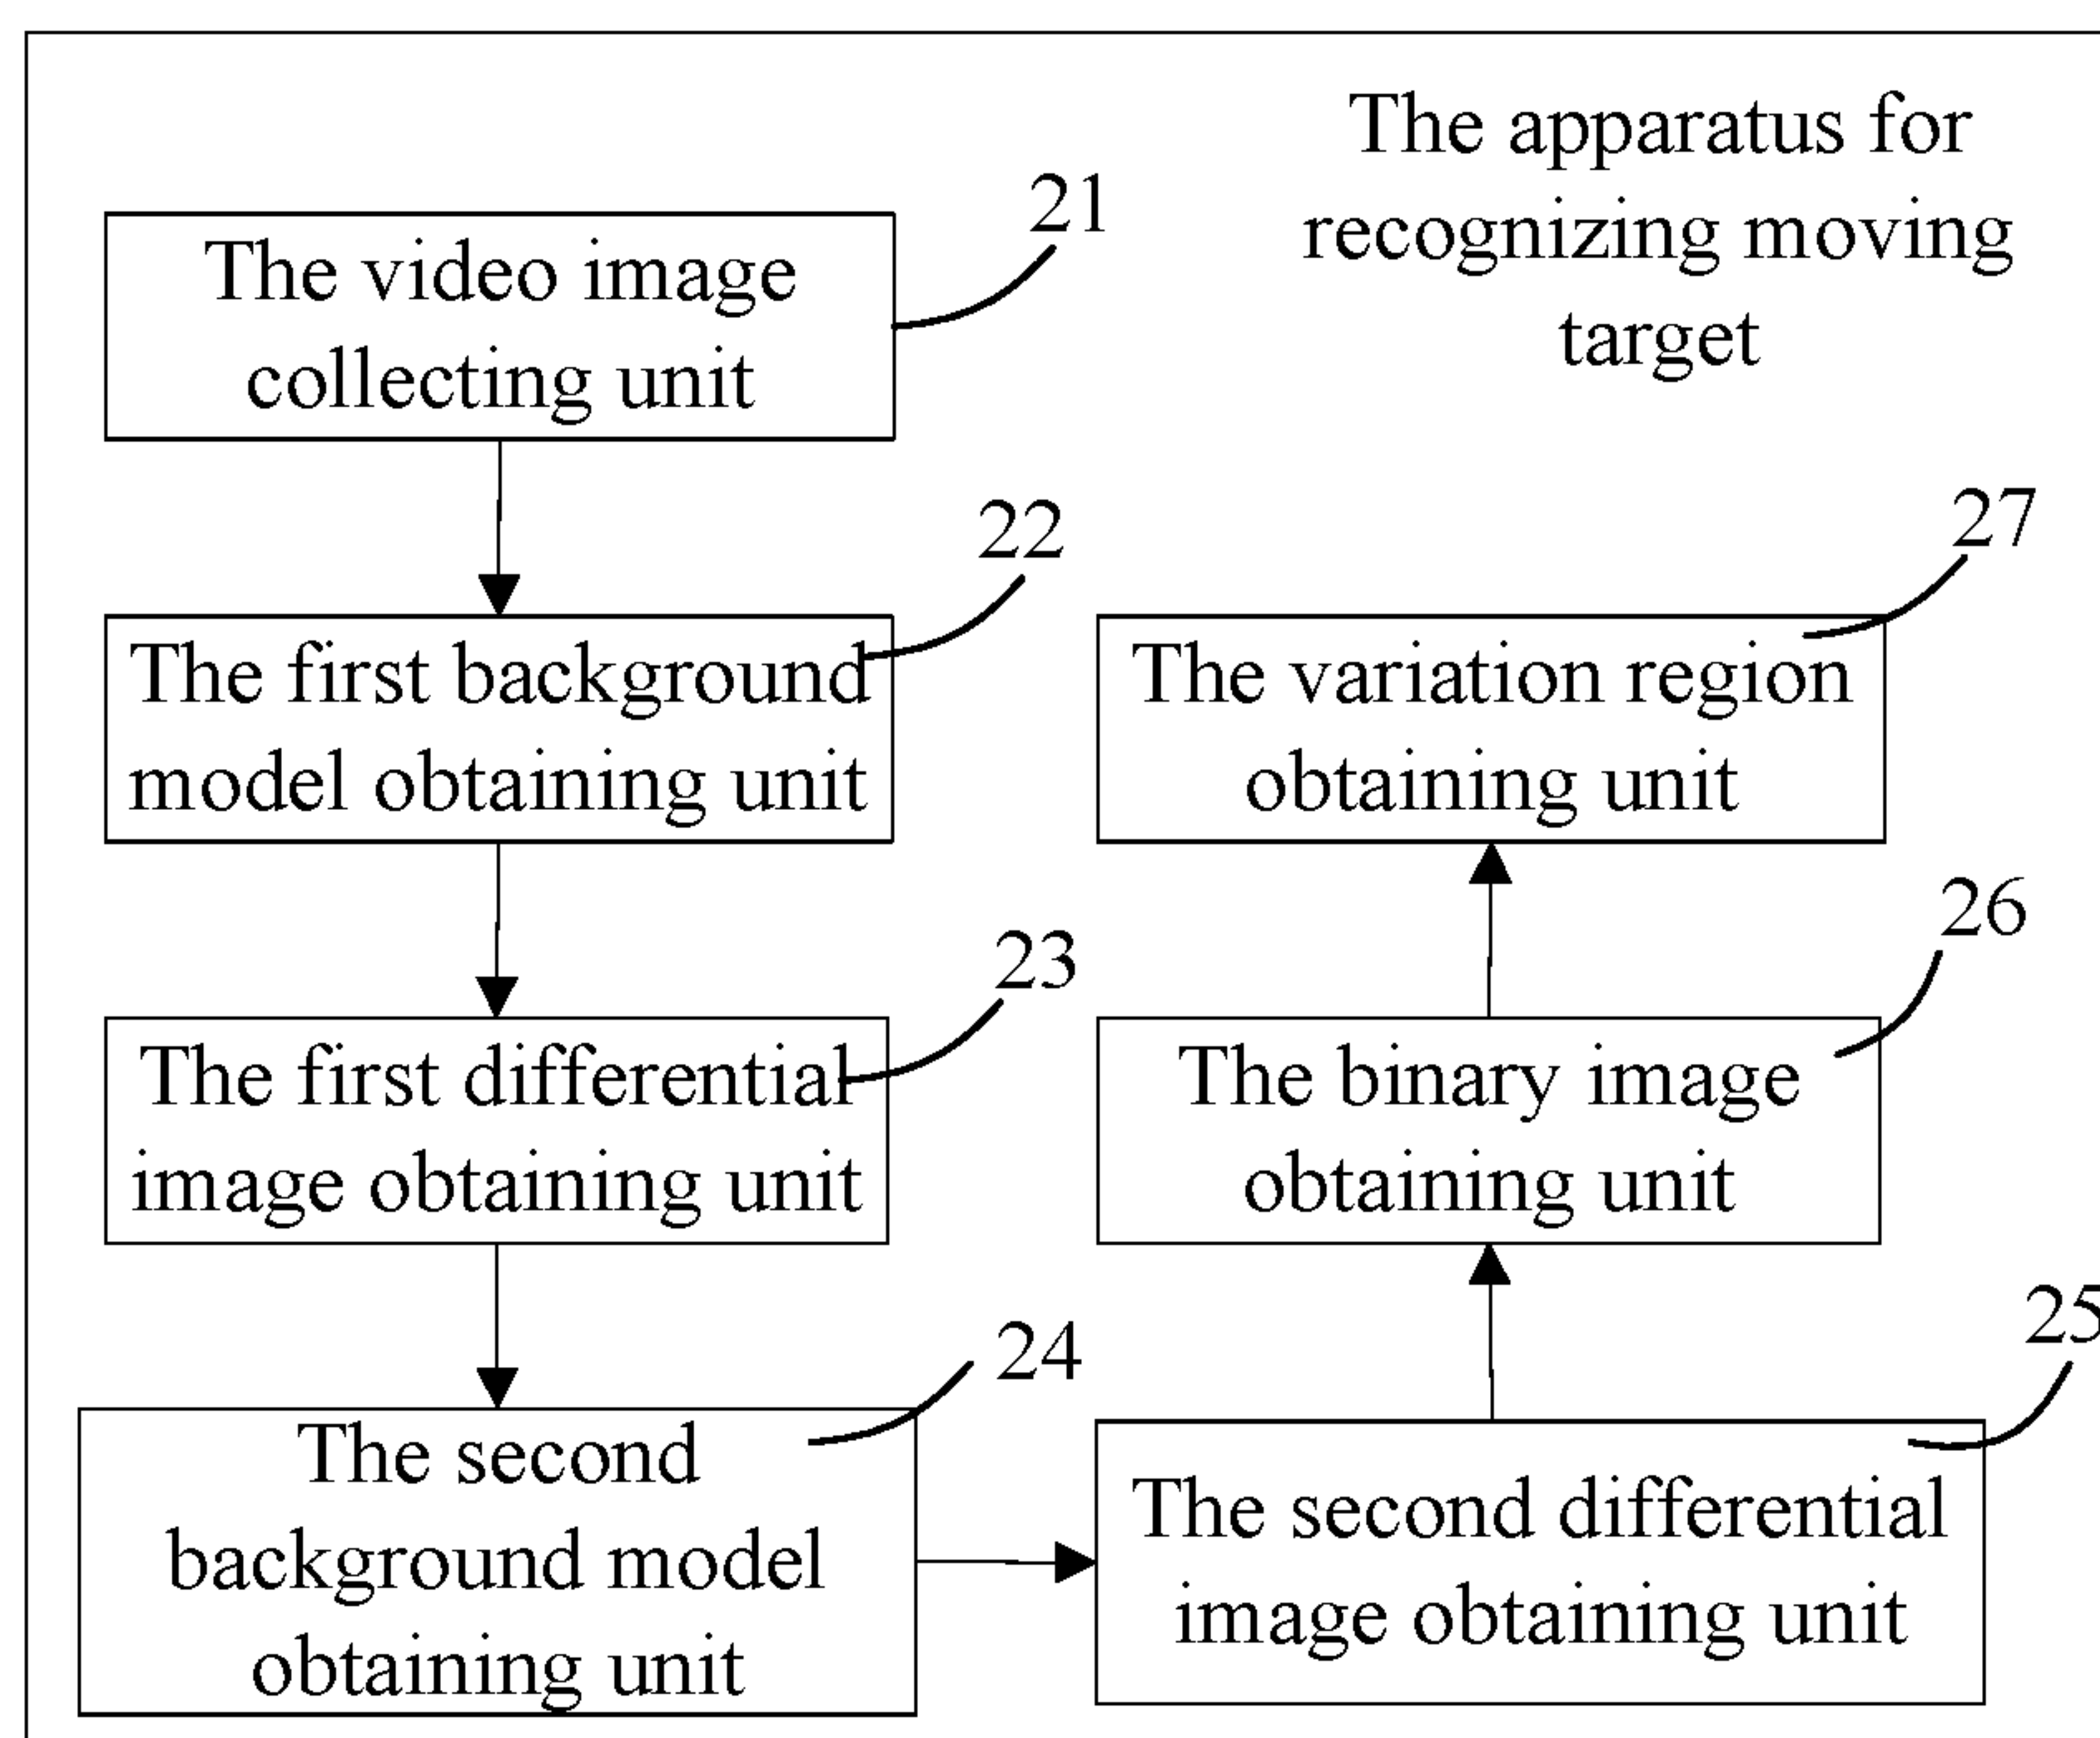 The apparatus for
recognizing moving
target
21
The video image
collecting unit
22
The first background
model obtaining unit
23
The first differential
image obtaining unit
24
The second
background model
obtaining unit
25
The second differential
image obtaining unit
26
The binary image
obtaining unit
27
The variation region
obtaining unit